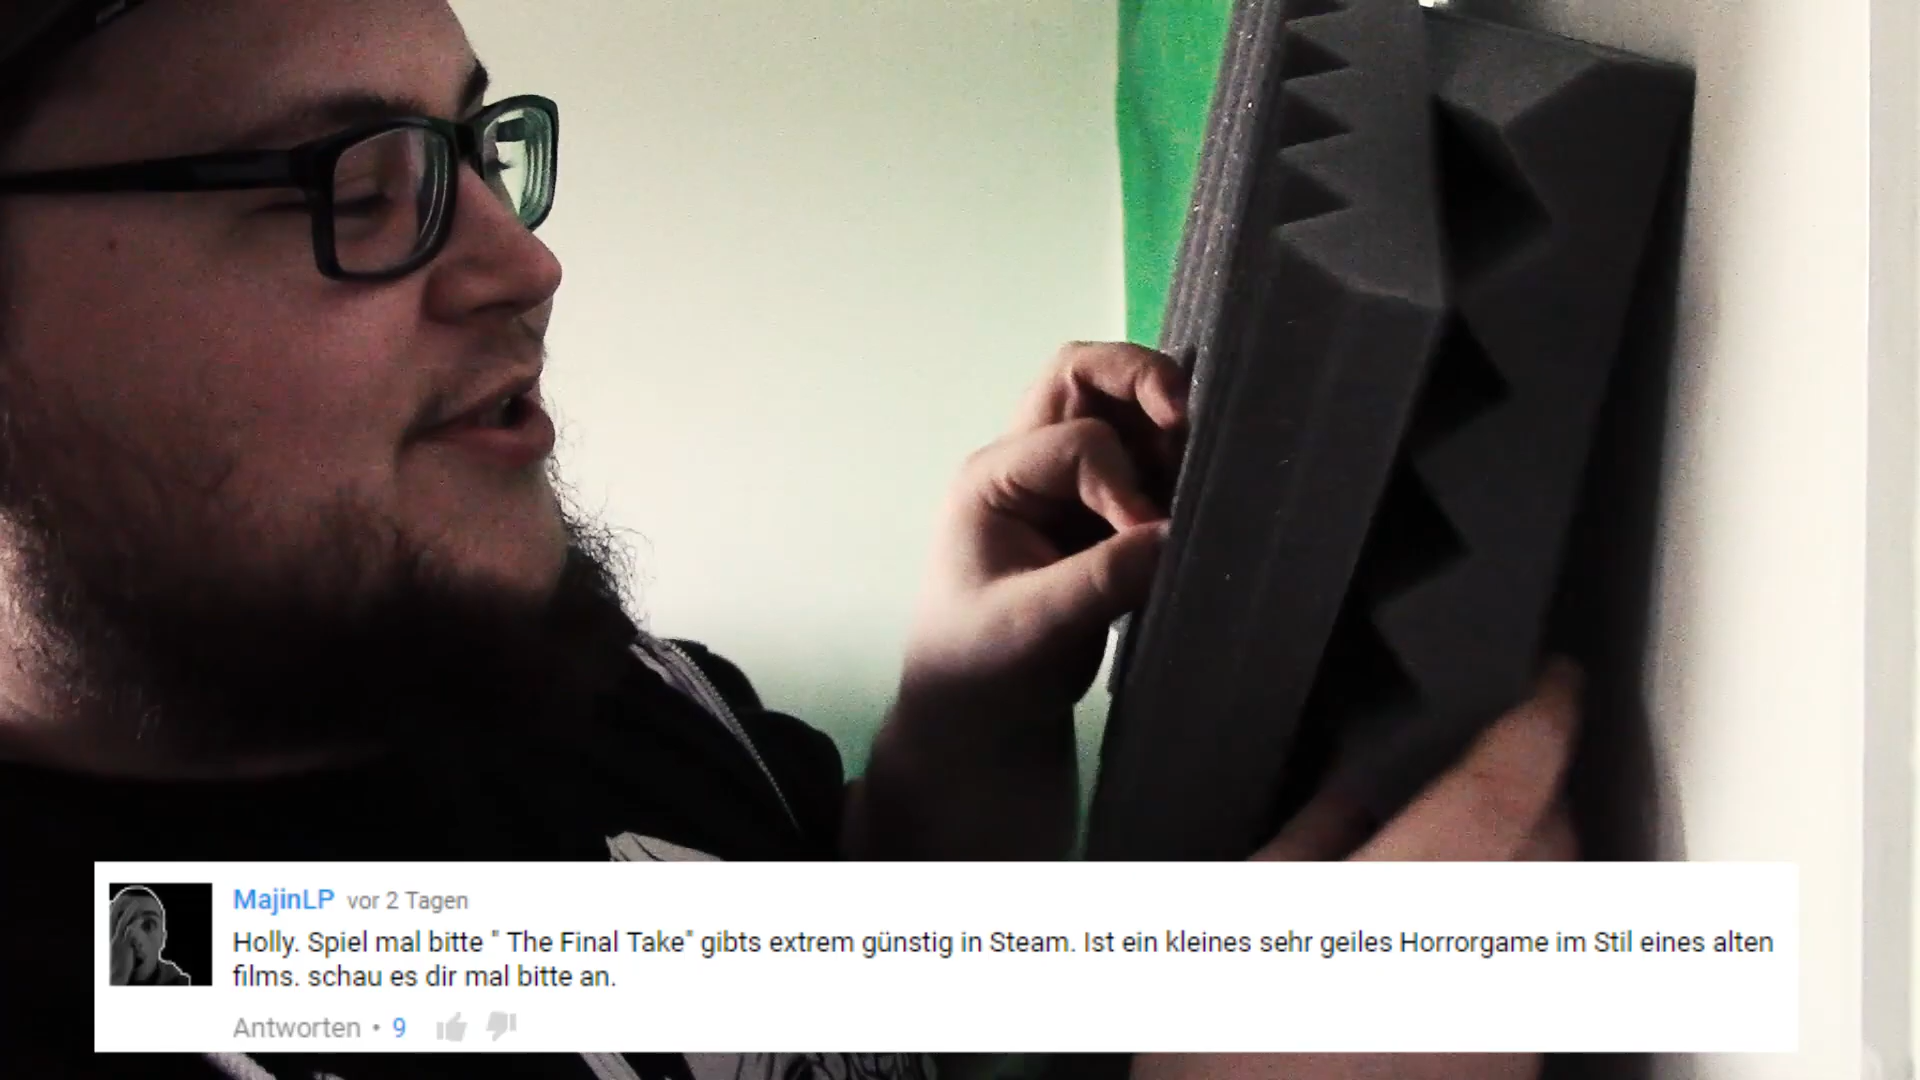 MajinLP vor 2 Tagen
Holly. Spiel mal bitte " The Final Take" gibts extrem günstig in Steam. Ist ein kleines sehr geiles Horrorgame im Stil eines alten
films. schau es dir mal bitte an.
Antworten • 9